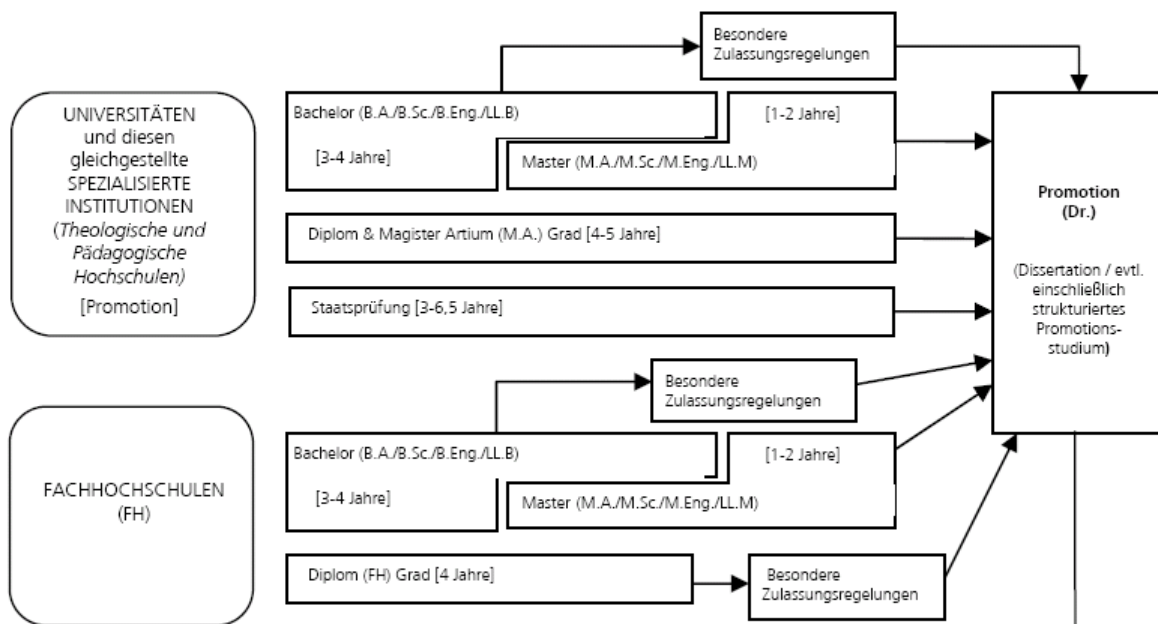 Besondere
Zulassungsregelungen
UNIVERSITÄTEN
und diesen
gleichgestellte
SPEZIALISIERTE
INSTITUTIONEN
(Theologische und
Pädagogische
Hochschulen)
[Promotion]
Bachelor (B.A./B.Sc./B.Eng./LL.B)
[3-4 Jahre]
[1-2 Jahre]
Master (M.A./M.Sc./M.Eng./LL.M)
Diplom & Magister Artium (M.A.) Grad [4-5 Jahre]
Staatsprüfung [3-6,5 Jahre]
Promotion
(Dr.)
(Dissertation / evtl.
einschließlich
strukturiertes
Promotions-
studium)
FACHHOCHSCHULEN
(FH)
Besondere
Zulassungsregelungen
Bachelor (B.A./B.Sc./B.Eng./LL.B)
[3-4 Jahre]
[1-2 Jahre]
Master (M.A./M.Sc./M.Eng./LL.M)
Diplom (FH) Grad [4 Jahre]
Besondere
Zulassungsregelungen